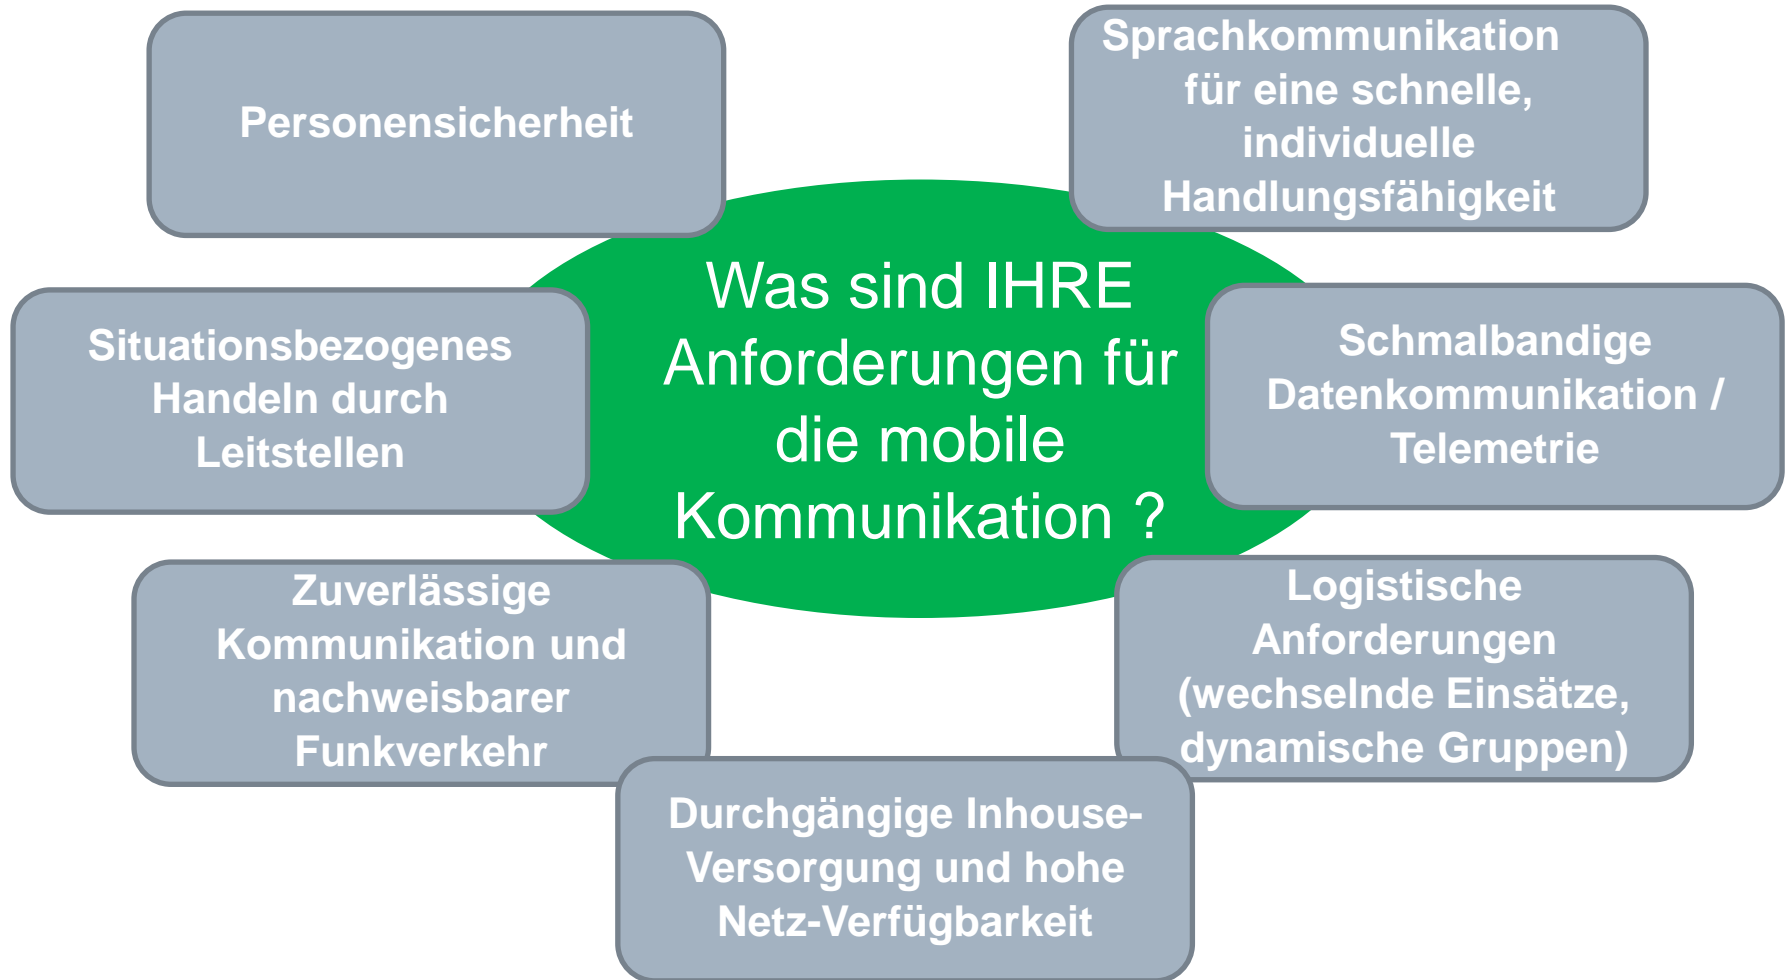 Personensicherheit
Sprachkommunikation
für eine schnelle,
individuelle
Handlungsfähigkeit
Was sind IHRE
Anforderungen für
die mobile
Kommunikation ?
Situationsbezogenes
Handeln durch
Leitstellen
Schmalbandige
Datenkommunikation /
Telemetrie
Zuverlässige
Kommunikation und
nachweisbarer
Funkverkehr
Logistische
Anforderungen
(wechselnde Einsätze,
dynamische Gruppen)
Durchgängige Inhouse-
Versorgung und hohe
Netz-Verfügbarkeit